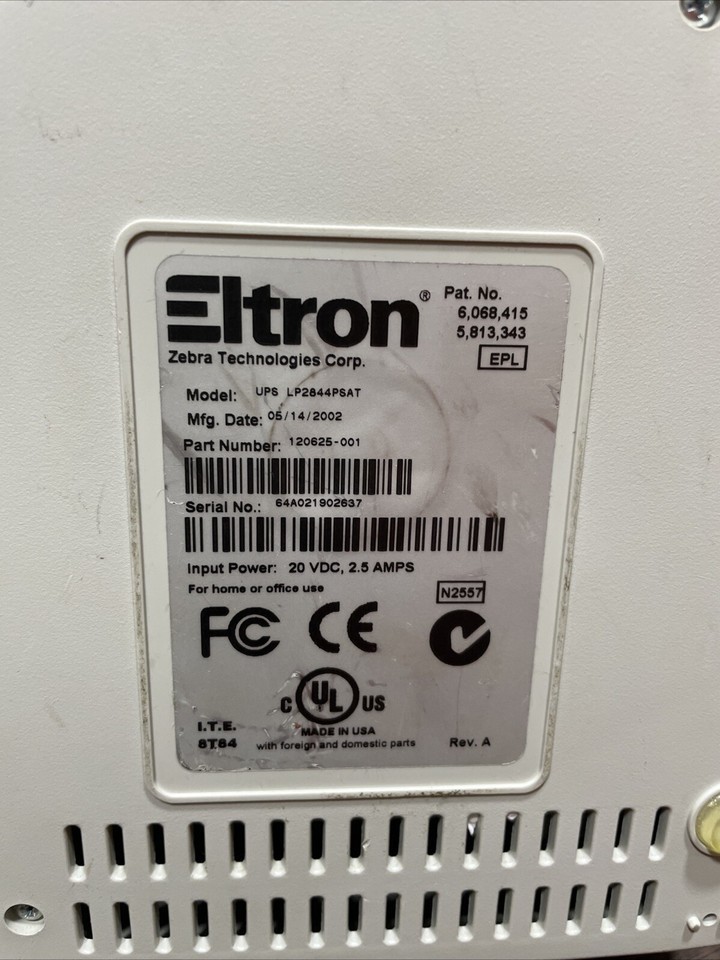 Eltron®
Pat. No.
6,068,415
5,813,343
EPL
Zebra Technologies Corp.
Model: UPS LP2844PSAT
Mfg. Date: 05/14/2002
Part Number: 120625-001
Serial No.: 64A021902637
Input Power: 20 VDC, 2.5 AMPS
For home or office use
N2557
FC CE
C UL US
I.T.E.
8T84
MADE IN USA
with foreign and domestic parts
Rev. A